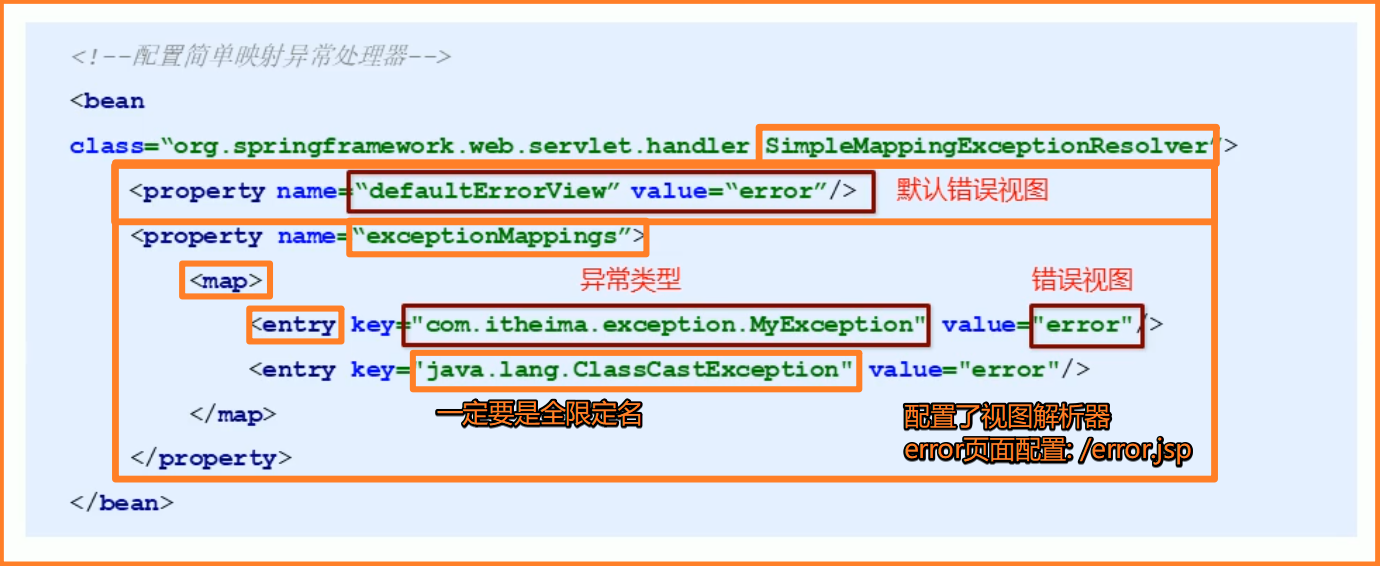 <!--配置简单映射异常处理器-->
<bean
class=“org.springframework.web.servlet.handler SimpleMappingExceptionResolver”/>
<property name=“defaultErrorView” value=“error”/> 默认错误视图
<property name=“exceptionMappings”>
<map> 异常类型 错误视图
<entry key="com.itheima.exception.MyException" value="error"/>
<entry key="java.lang.ClassCastException" value="error"/>
</map> 一定要是全限定名 配置了视图解析器
error页面配置: /error.jsp
</property>
</bean>